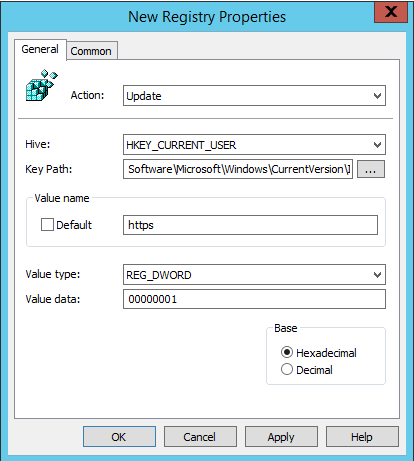 New Registry Properties
X
General Common
Action: Update
Hive: HKEY_CURRENT_USER
Key Path: Software\Microsoft\Windows\CurrentVersion\ ...
Value name
Default https
Value type: REG_DWORD
Value data: 00000001
Base
Hexadecimal
Decimal
OK Cancel Apply Help